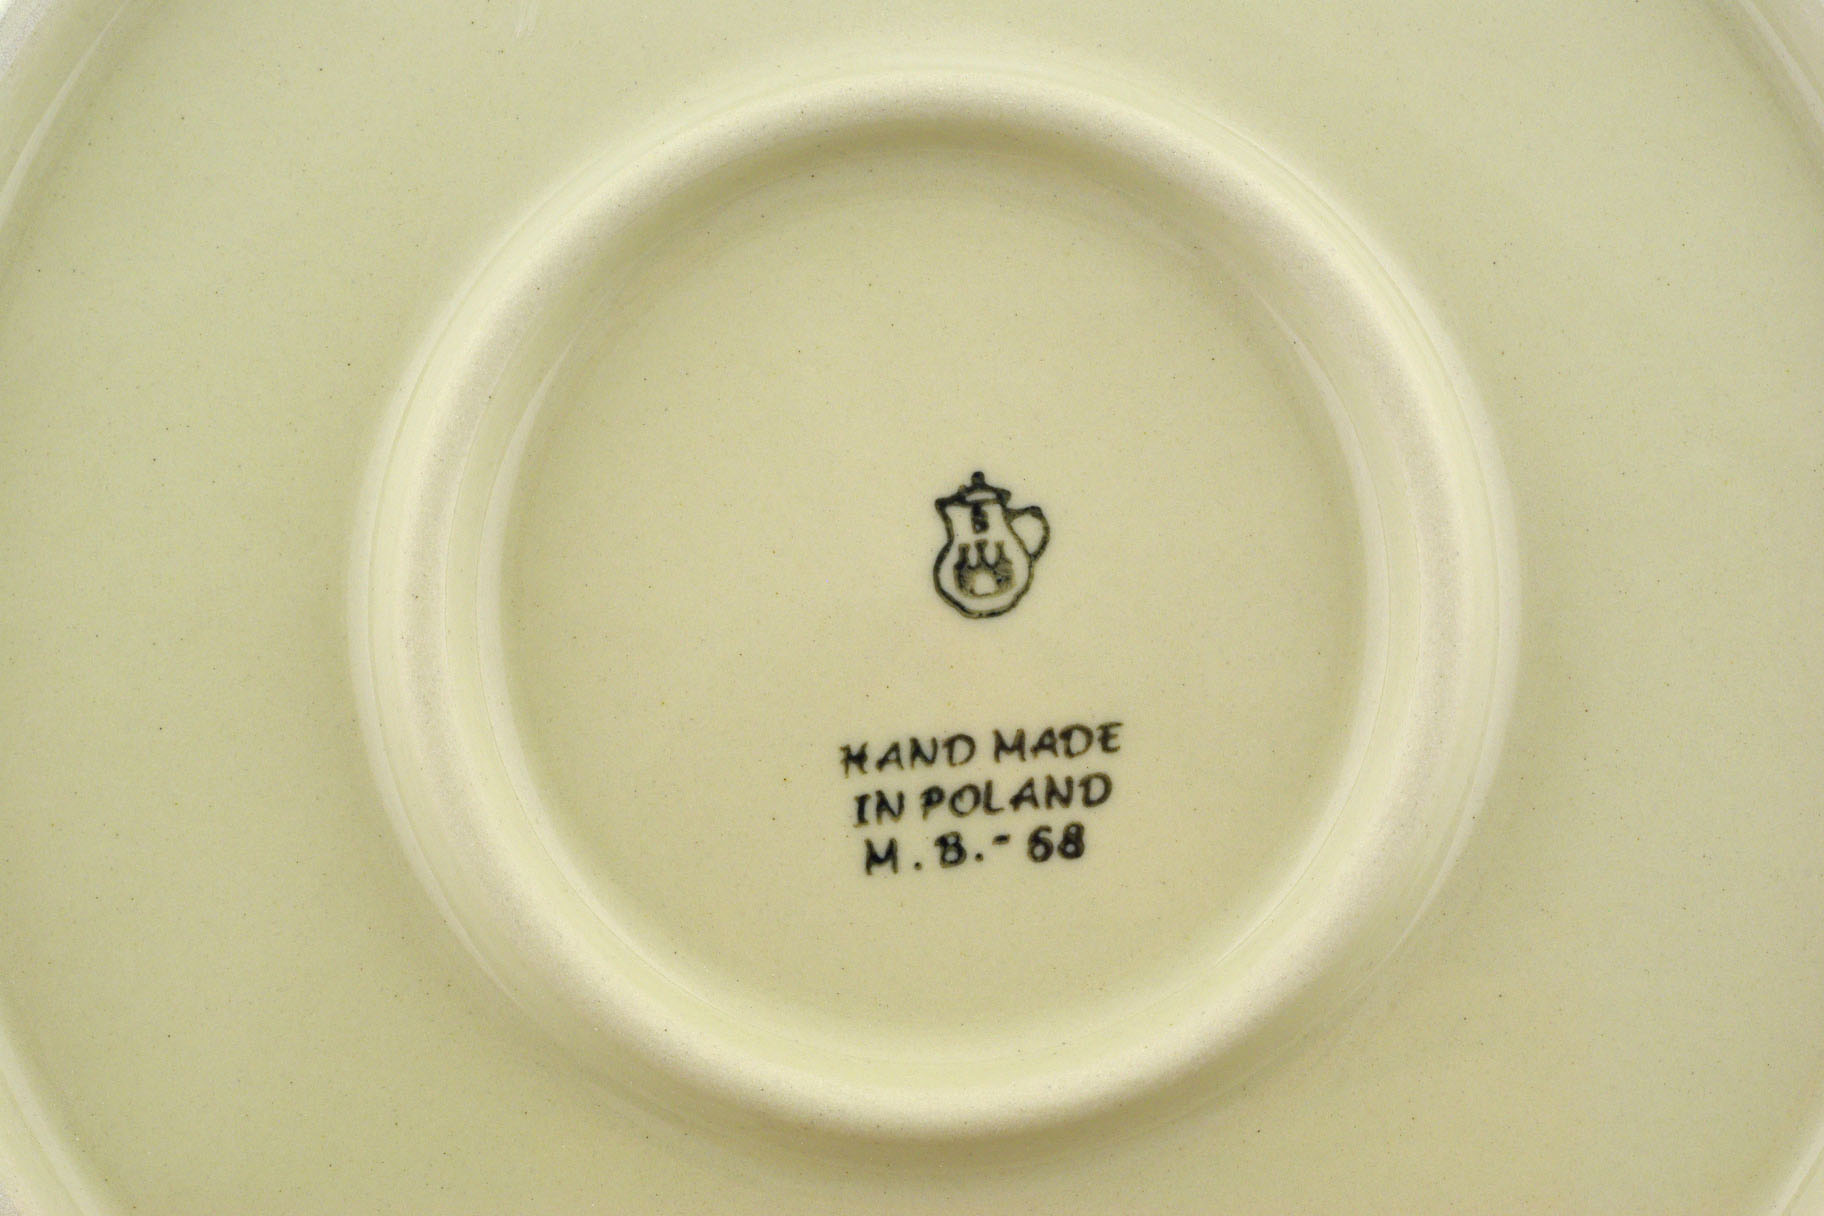 HAND MADE
IN POLAND
M. B.- 68